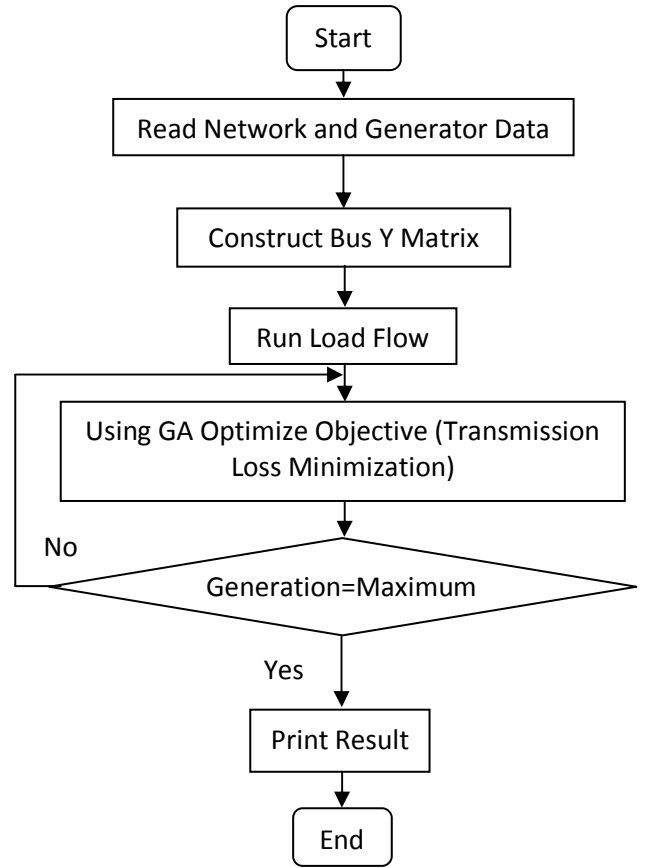 Start
Read Network and Generator Data
Construct Bus Y Matrix
Run Load Flow
Using GA Optimize Objective (Transmission
Loss Minimization)
No
Generation=Maximum
Yes
Print Result
End